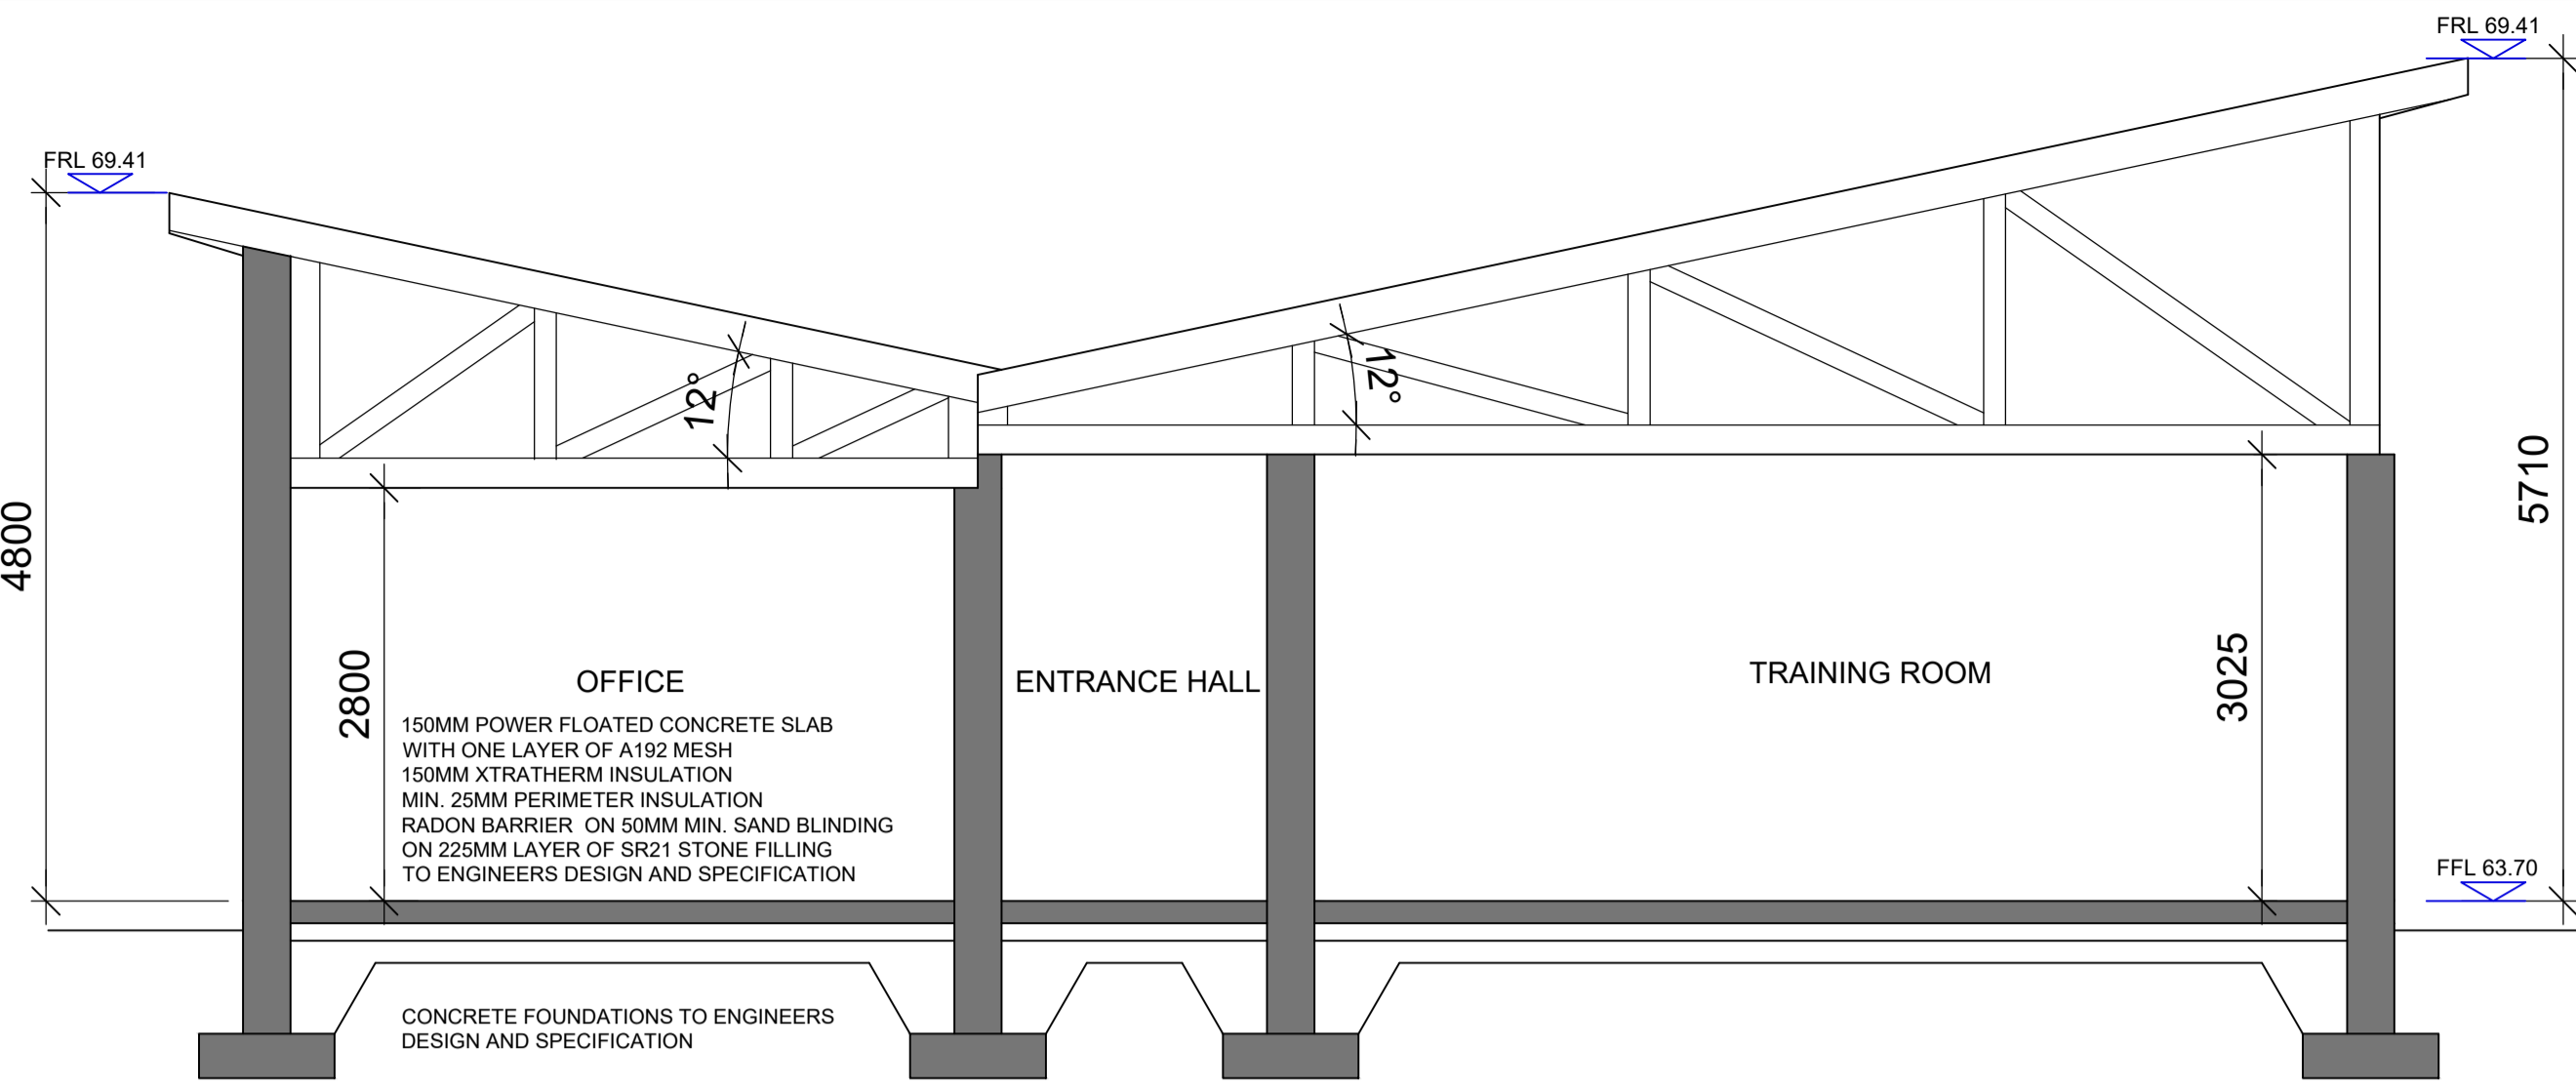 FRL 69.41
FRL 69.41
12°
12°
4800
5710
28800
3025
OFFICE
ENTRANCE HALL
TRAINING ROOM
150MM POWER FLOATED CONCRETE SLAB
WITH ONE LAYER OF A192 MESH
150MM XTRATHERM INSULATION
MIN. 25MM PERIMETER INSULATION
RADON BARRIER ON 50MM MIN. SAND BLINDING
ON 225MM LAYER OF SR21 STONE FILLING
TO ENGINEERS DESIGN AND SPECIFICATION
FFL 63.70
CONCRETE FOUNDATIONS TO ENGINEERS
DESIGN AND SPECIFICATION